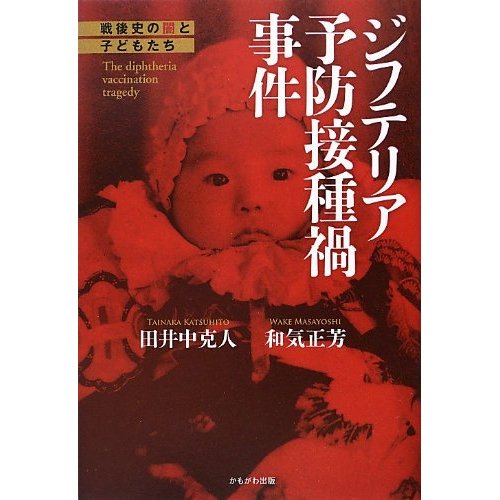 戦後史の闇と
子どもたち
The diphtheria
vaccination
tragedy
ジフテリア
予防接種禍
事件
TAINAKA KATSUHITO
田井中克人
WAKE MASAYOSHI
和気正芳
かもがわ出版